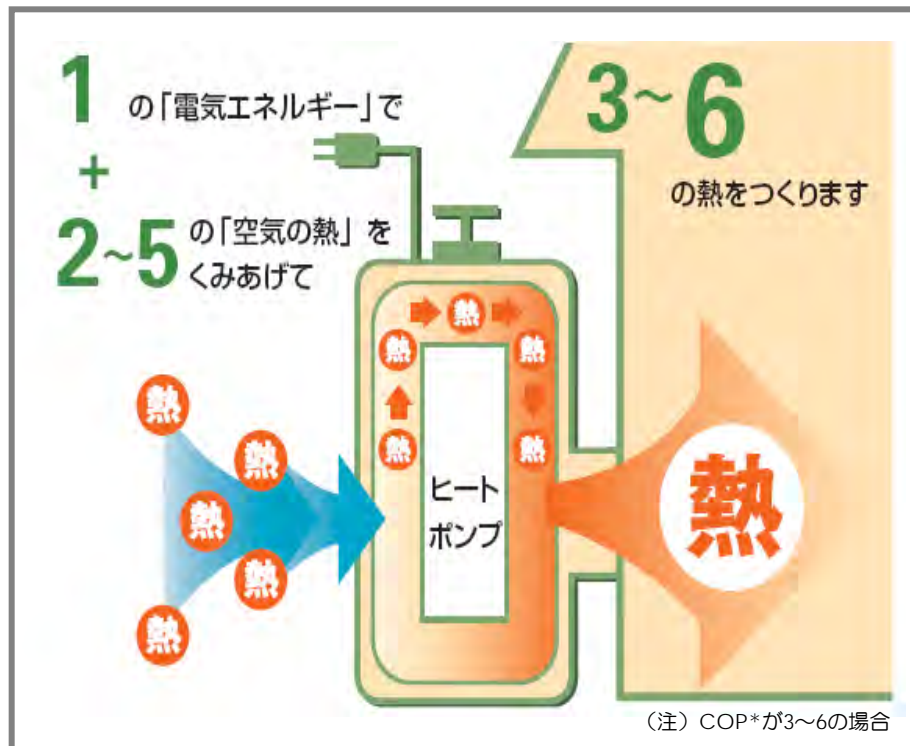 1 の「電気エネルギー」で
+
2~5 の「空気の熱」を
くみあげて
3~6
の熱をつくります
熱
熱
熱
熱
熱
熱
熱
熱
熱
熱
ヒート
ポンプ
熱
(注)COP*が3~6の場合